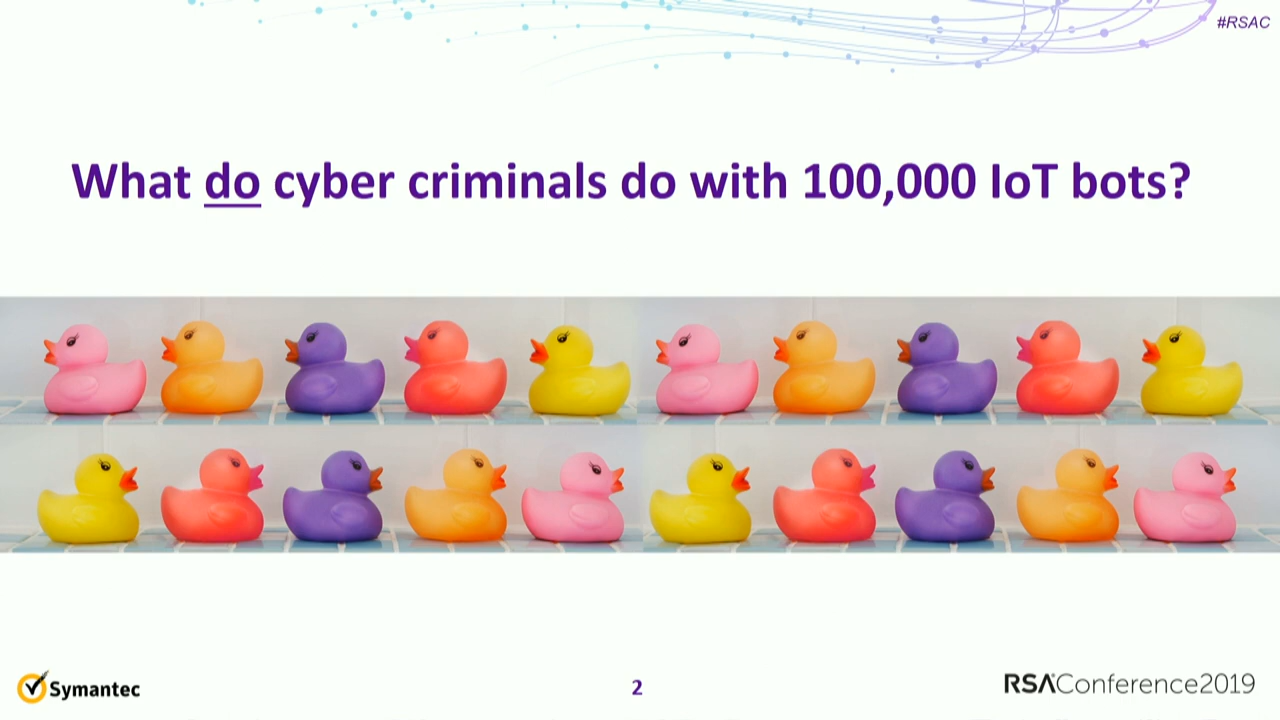 #RSAC
What do cyber criminals do with 100,000 IoT bots?
Symantec
2
RSAConference2019